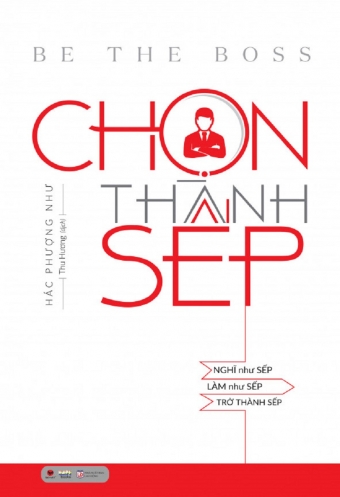 BE THE BOSS
CHỌN
THÀNH
SẾP
HÁC PHƯỢNG NHƯ
Thu Hương (dịch)
NGHĨ như SẾP
LÀM như SẾP
TRỞ THÀNH SẾP